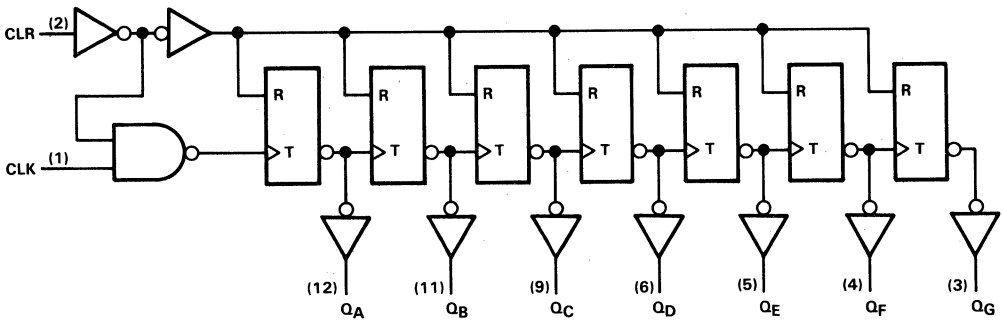 CLR (2)
R R R R R R R
T T T T T T T
CLK (1)
(12) (11) (9) (6) (5) (4) (3)
QA QB QC QD QE QF QG